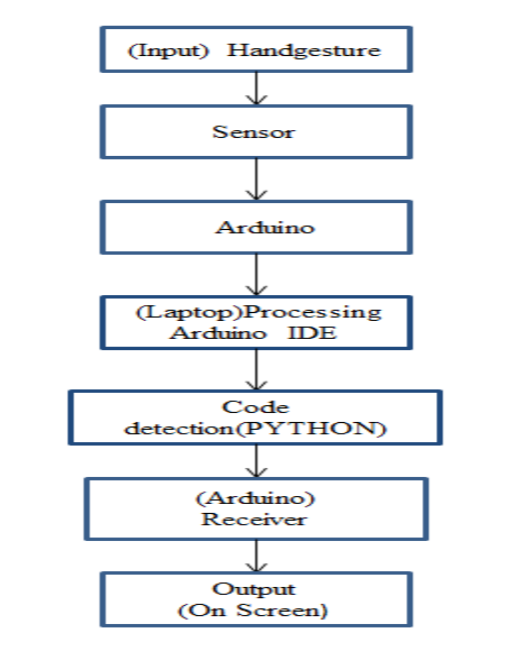 (Input) Handgesture
Sensor
Arduino
(Laptop)Processing
Arduino IDE
Code
detection(PYTHON)
(Arduino)
Receiver
Output
(On Screen)